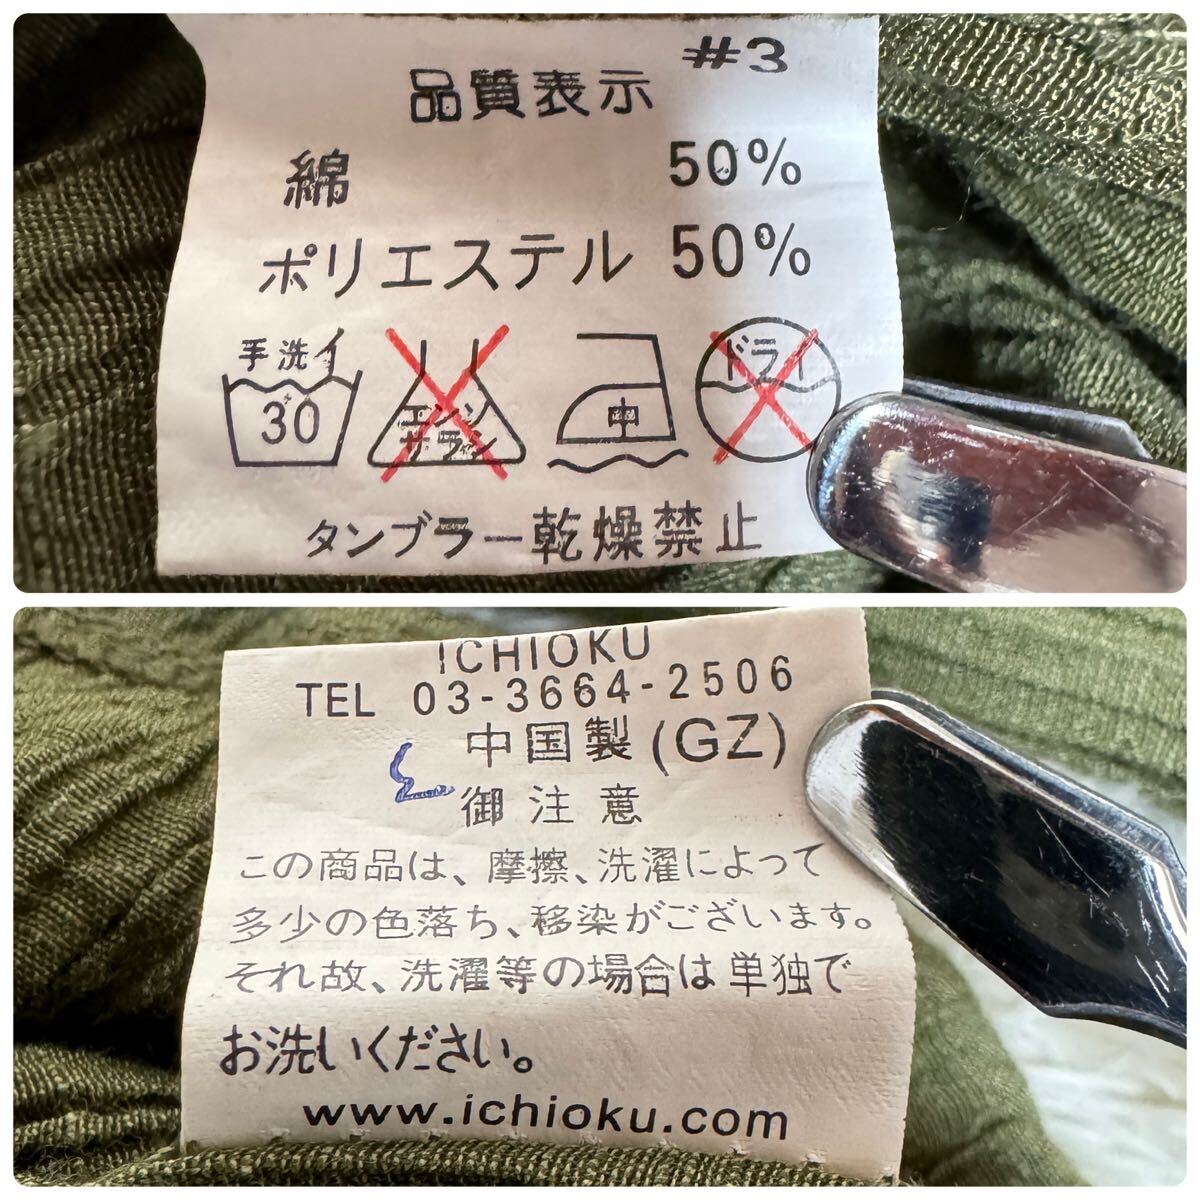 #3
品質表示
綿 50%
ポリエステル 50%
手洗イ
30
エンソ
サラシ
中
ドライ
タンブラー乾燥禁止
ICHIOKU
TEL 03-3664-2506
中国製(GZ)
御注意
この商品は、摩擦、洗濯によって
多少の色落ち、移染がございます。
それ故、洗濯等の場合は単独で
お洗いください。
www.ichioku.com